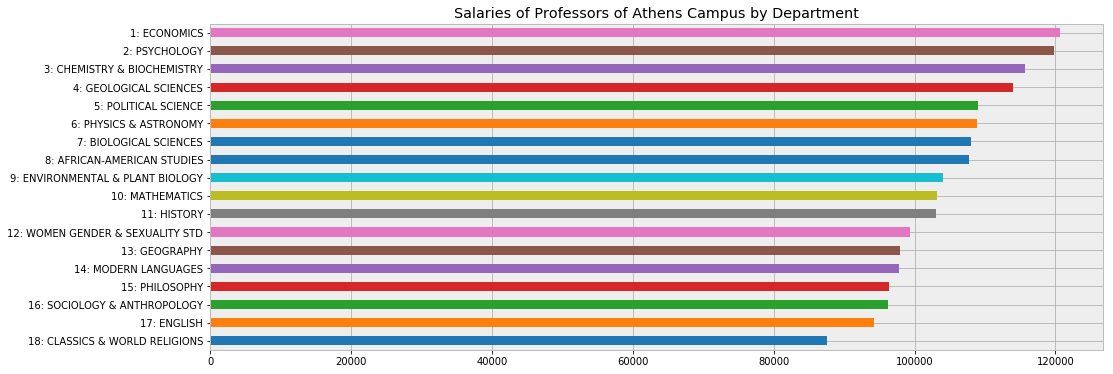 Salaries of Professors of Athens Campus by Department
1: ECONOMICS
2: PSYCHOLOGY
3: CHEMISTRY & BIOCHEMISTRY
4: GEOLOGICAL SCIENCES
5: POLITICAL SCIENCE
6: PHYSICS & ASTRONOMY
7: BIOLOGICAL SCIENCES
8: AFRICAN-AMERICAN STUDIES
9: ENVIRONMENTAL & PLANT BIOLOGY
10: MATHEMATICS
11: HISTORY
12: WOMEN GENDER & SEXUALITY STD
13: GEOGRAPHY
14: MODERN LANGUAGES
15: PHILOSOPHY
16: SOCIOLOGY & ANTHROPOLOGY
17: ENGLISH
18: CLASSICS & WORLD RELIGIONS
0 20000 40000 60000 80000 100000 120000